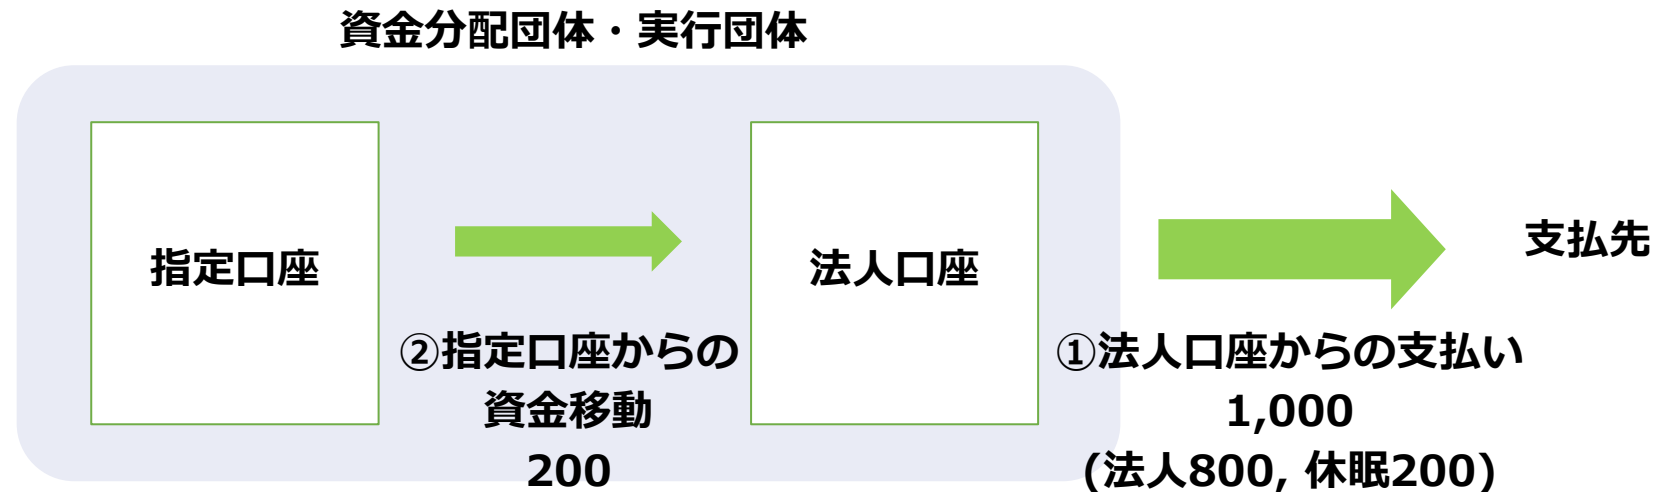 資金分配団体・実行団体
指定口座
②指定口座からの
資金移動
200
法人口座
①法人口座からの支払い
1,000
(法人800, 休眠200)
支払先